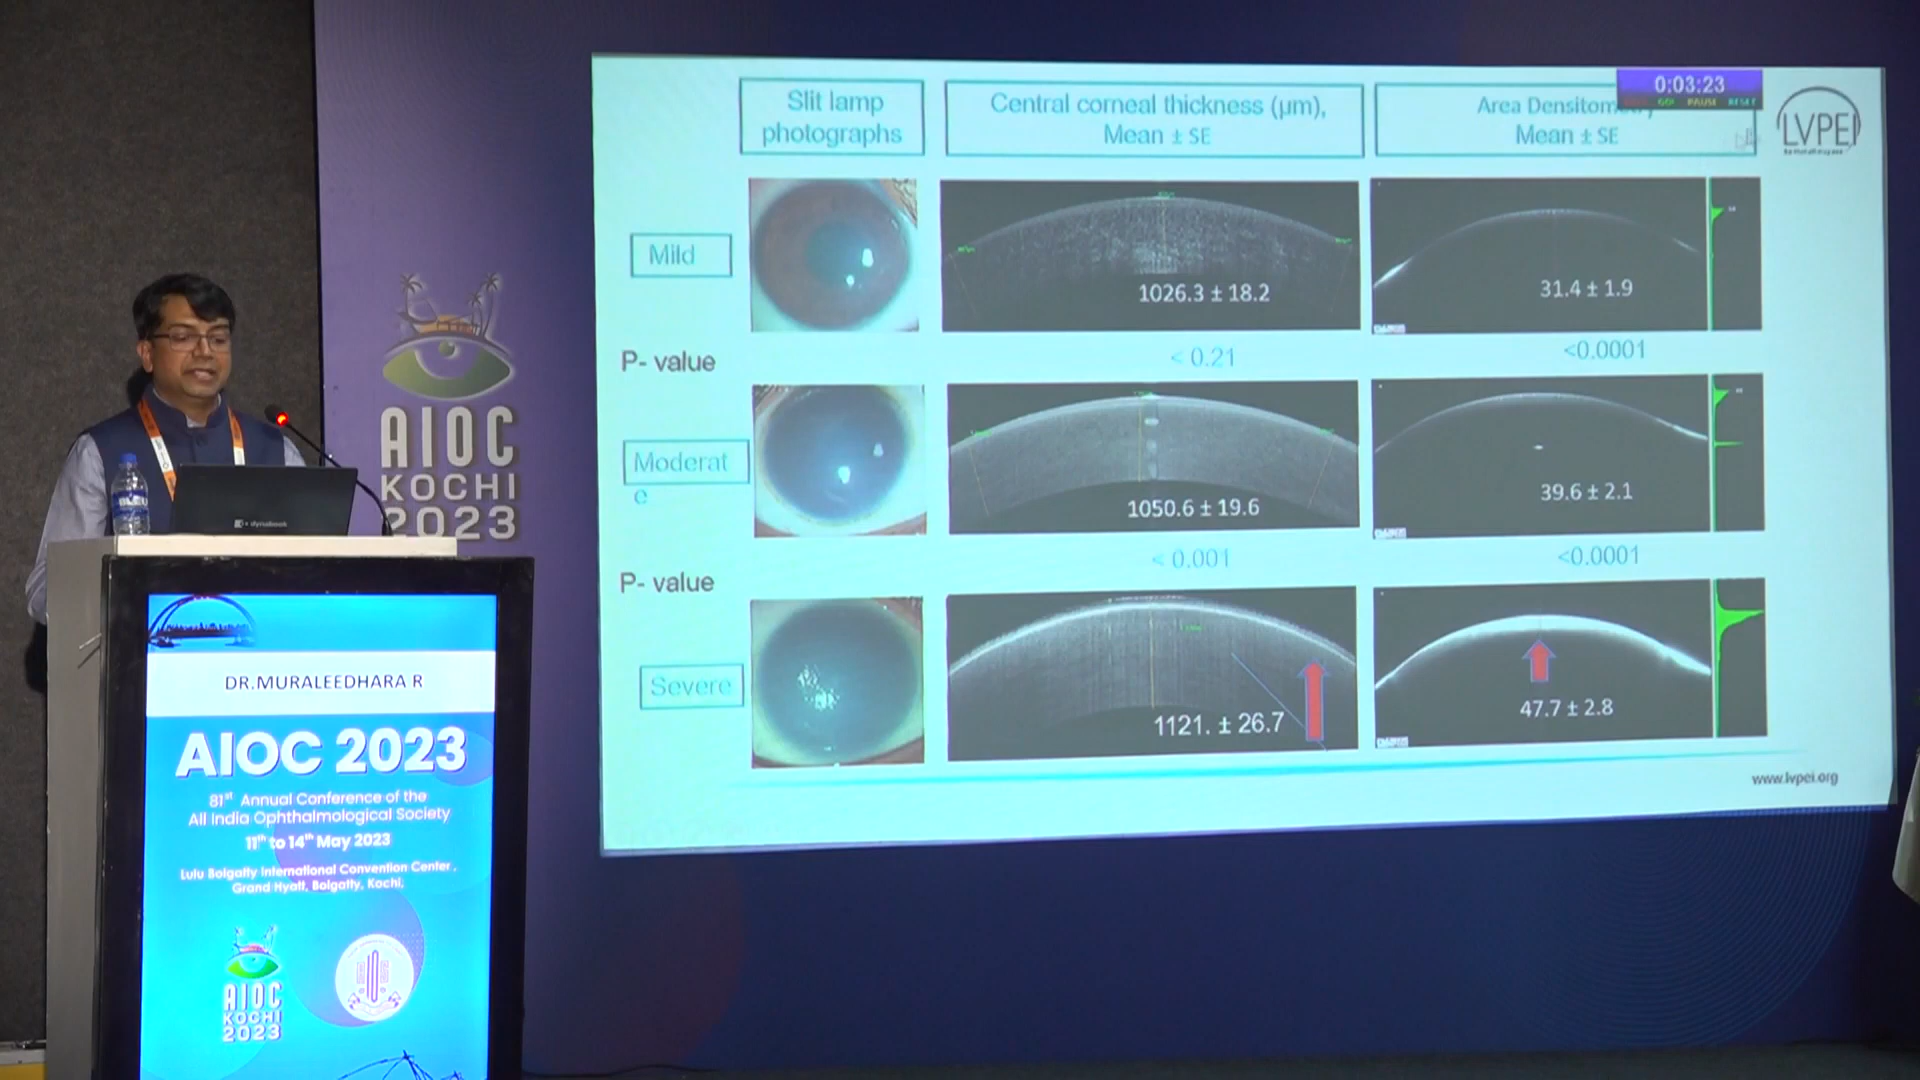 Slit lamp
photographs
Central corneal thickness (μm),
Mean ± SE
Area Densitom
Mean ± SE
0:03:23
GO! PAUSE RESET
LVPEI
Mild
1026.3 ± 18.2
31.4 ± 1.9
P- value
< 0.21
<0.0001
Moderat
e
1050.6 ± 19.6
39.6 ± 2.1
P- value
< 0.001
<0.0001
Severe
1121. ± 26.7
47.7 ± 2.8
www.lvpei.org
AIOC
KOCHI
2023
dynabook
DR.MURALEEDHARA R
AIOC 2023
81st Annual Conference of the
All India Ophthalmological Society
11th to 14th May 2023
Lulu Bolgatty International Convention Center,
Grand Hyatt, Bolgatty, Kochi.
AIOC
KOCHI
2023